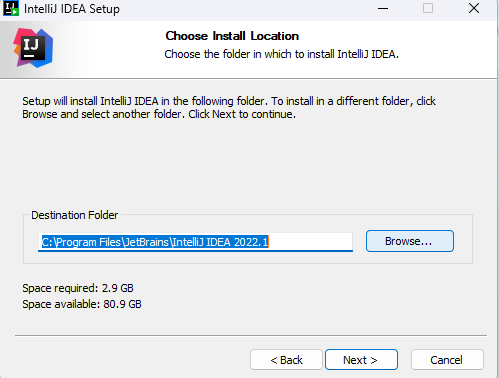 IntelliJ IDEA Setup
Choose Install Location
Choose the folder in which to install IntelliJ IDEA.
IJ
Setup will install IntelliJ IDEA in the following folder. To install in a different folder, click
Browse and select another folder. Click Next to continue.
Destination Folder
C:\Program Files\JetBrains\IntelliJ IDEA 2022.1
Browse...
Space required: 2.9 GB
Space available: 80.9 GB
< Back
Next >
Cancel